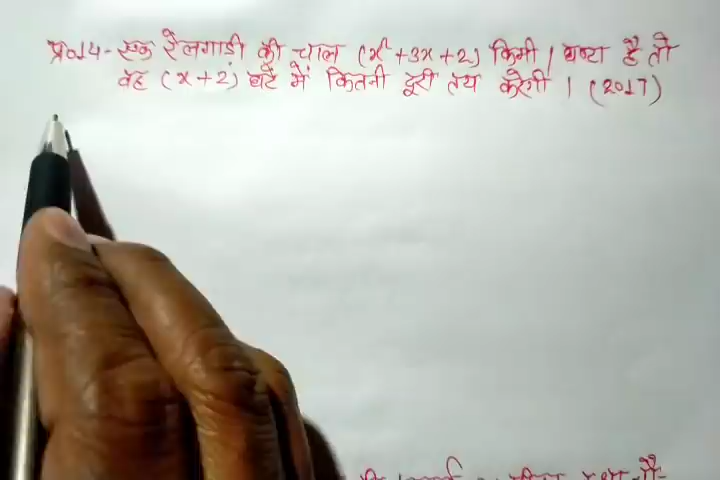 प्र014- एक रेलगाडी की चाल (x²+3x+2) किमी / घण्टा है तो
वह (x+2) घंटे में कितनी दूरी तय करेगी । (2017)